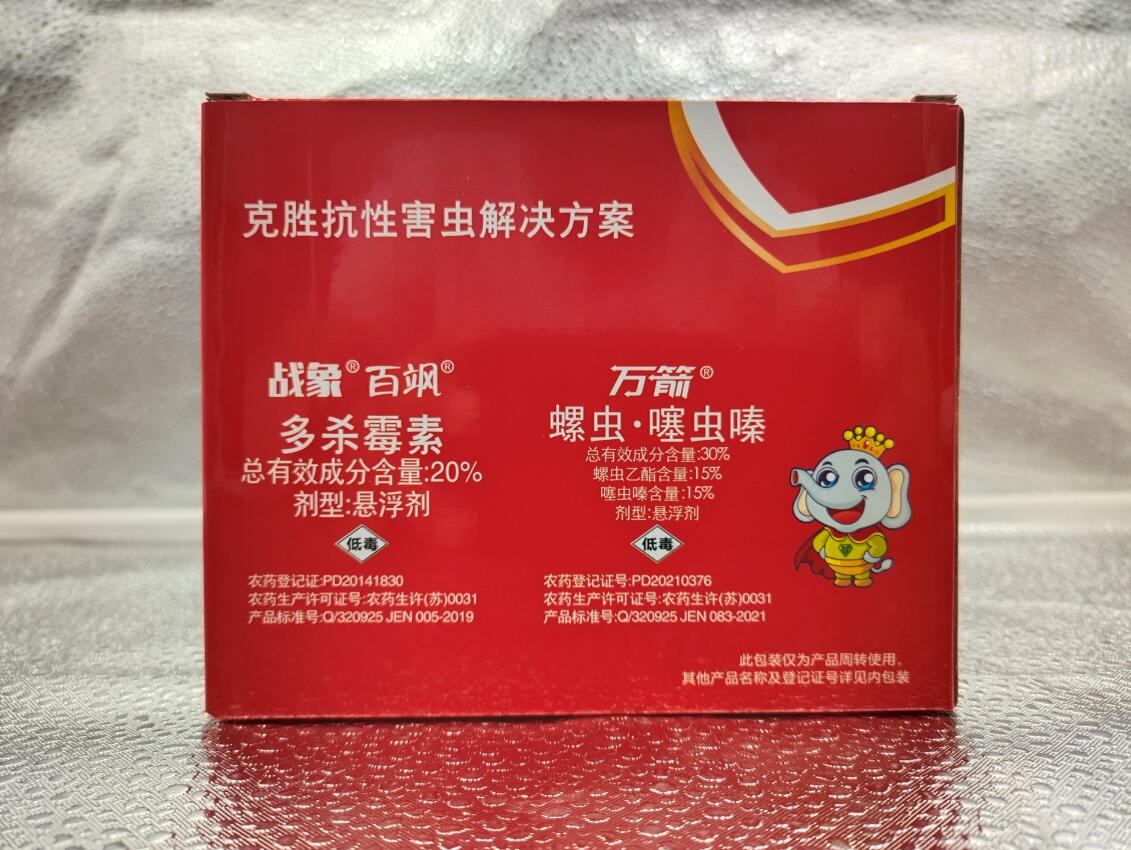 克胜抗性害虫解决方案
战象® 百飒®
多杀霉素
总有效成分含量:20%
剂型:悬浮剂
低毒
农药登记证:PD20141830
农药生产许可证号:农药生许(苏)0031
产品标准号:Q/320925 JEN 005-2019
万箭®
螺虫·噻虫嗪
总有效成分含量:30%
螺虫乙酯含量:15%
噻虫嗪含量:15%
剂型:悬浮剂
低毒
农药登记证号:PD20210376
农药生产许可证号:农药生许(苏)0031
产品标准号:Q/320925 JEN 083-2021
此包装仅为产品周转使用,
其他产品名称及登记证号详见内包装